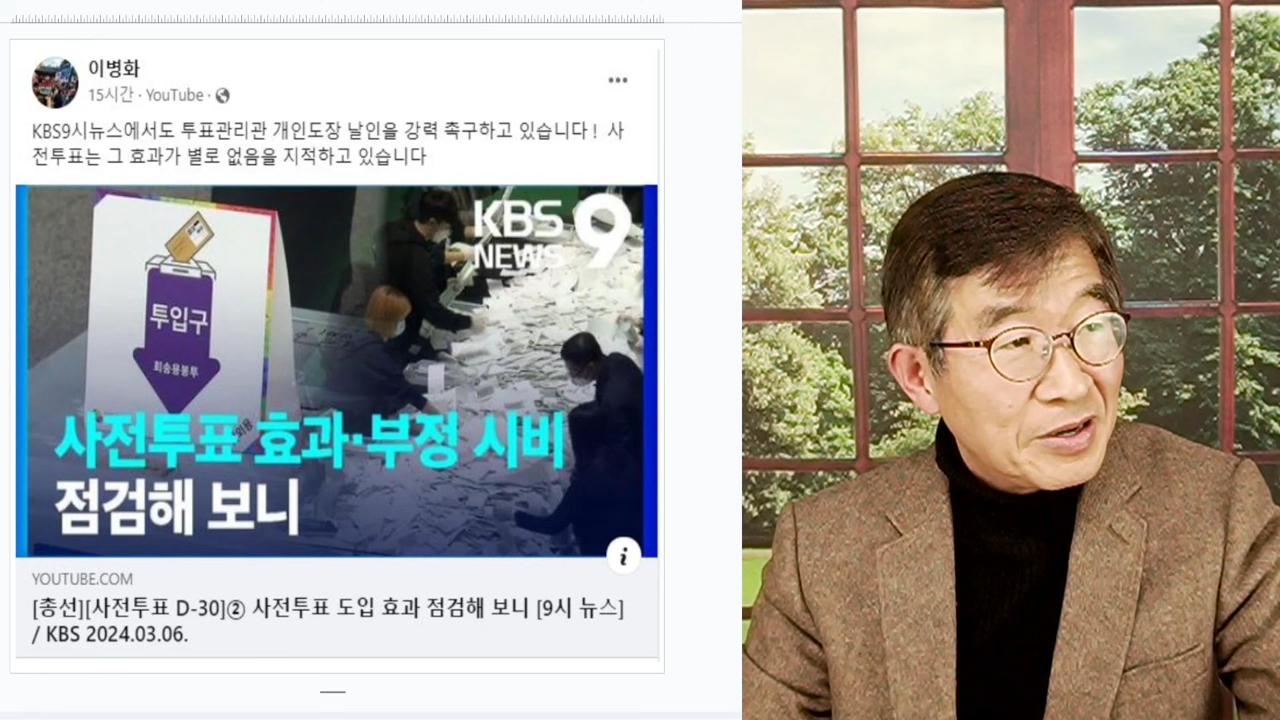 이병화
15시간 · YouTube ·
KBS9시뉴스에서도 투표관리관 개인도장 날인을 강력 촉구하고 있습니다 ! 사
전투표는 그 효과가 별로 없음을 지적하고 있습니다
KBS 9
NEWS
투입구
회송용봉투
사전투표 효과·부정 시비
점검해 보니
YOUTUBE.COM
[총선][사전투표 D-30]② 사전투표 도입 효과 점검해 보니 [9시 뉴스]
/ KBS 2024.03.06.